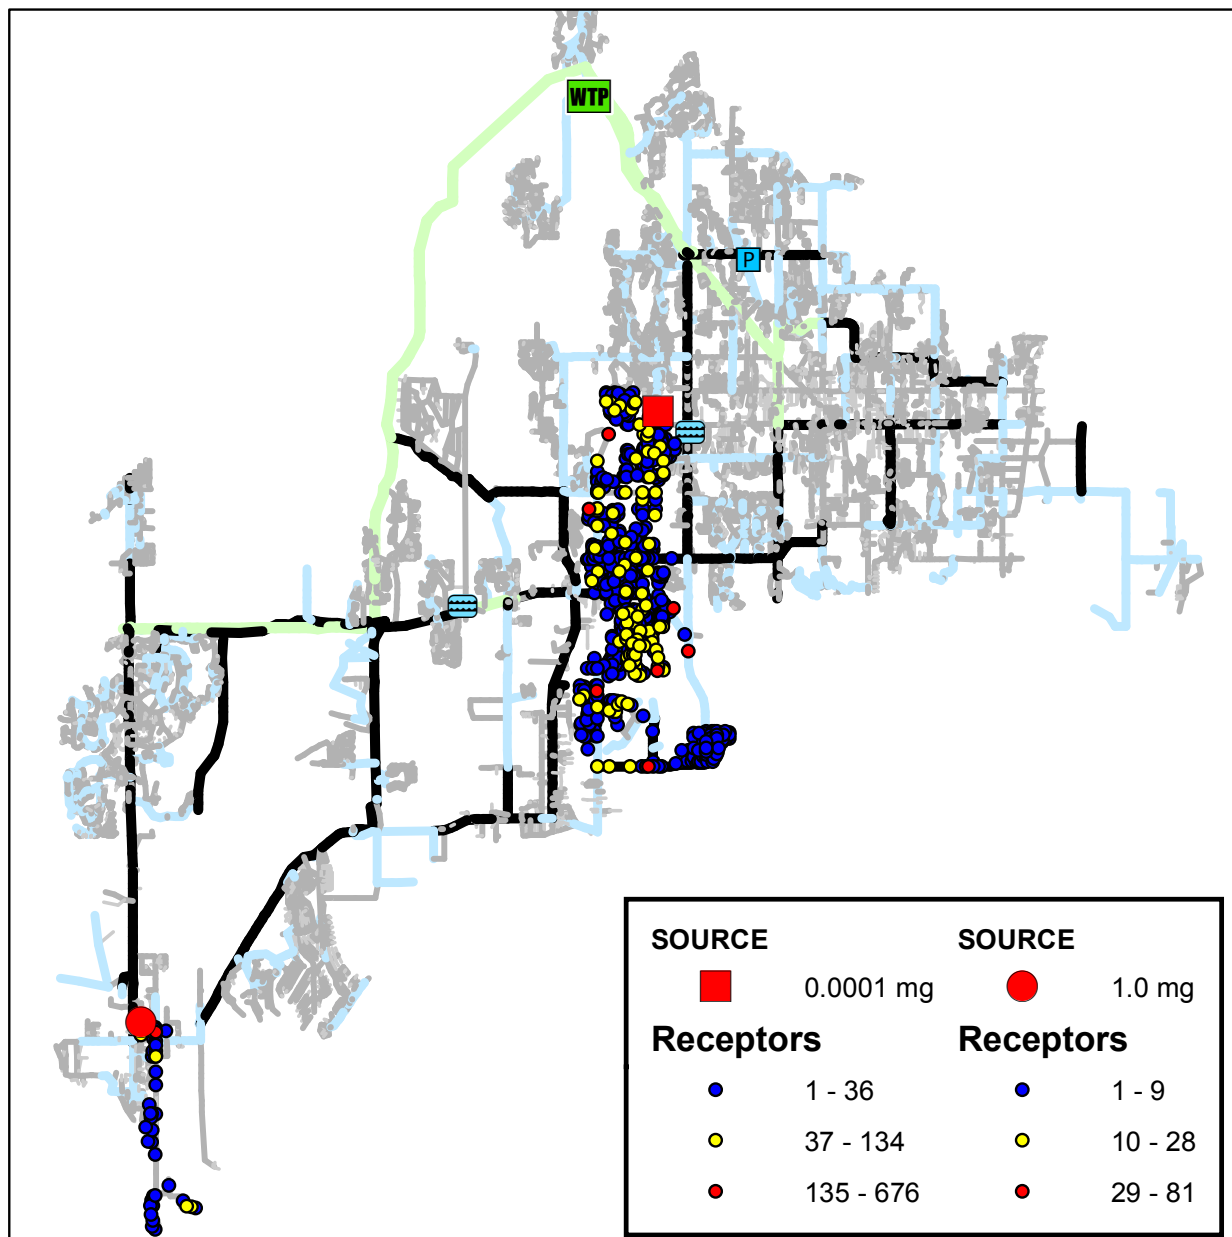 WTP
P
SOURCE SOURCE
0.0001 mg 1.0 mg
Receptors Receptors
1 - 36 1 - 9
37 - 134 10 - 28
135 - 676 29 - 81